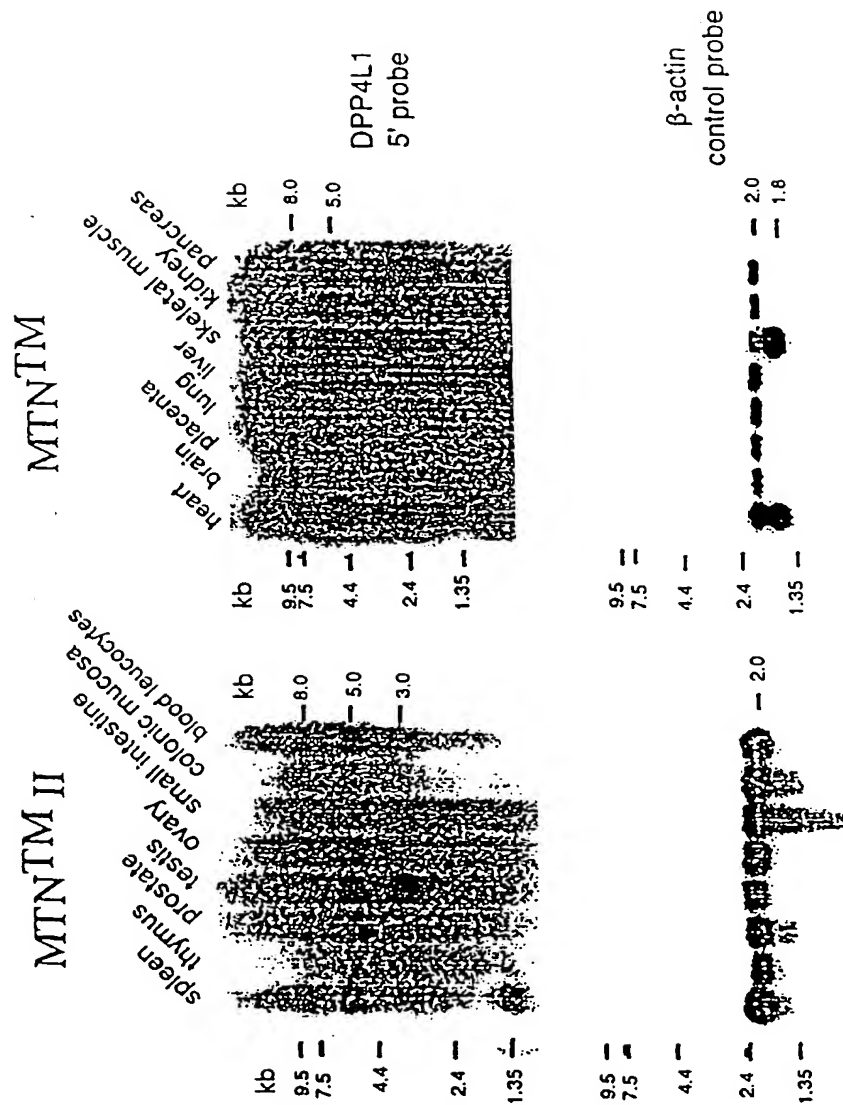 MTN™ II
spleen
thymus
prostate
testis
ovary
small intestine
colonic mucosa
blood leucocytes
kb
9.5
7.5
4.4
2.4
1.35
kb
8.0
5.0
3.0
9.5
7.5
4.4
2.4
1.35
2.0
MTN™
heart
brain
placenta
lung
liver
skeletal muscle
kidney
pancreas
kb
9.5
7.5
4.4
2.4
1.35
kb
8.0
5.0
DPP4L1
5' probe
9.5
7.5
4.4
2.4
1.35
2.0
1.8
β-actin
control probe